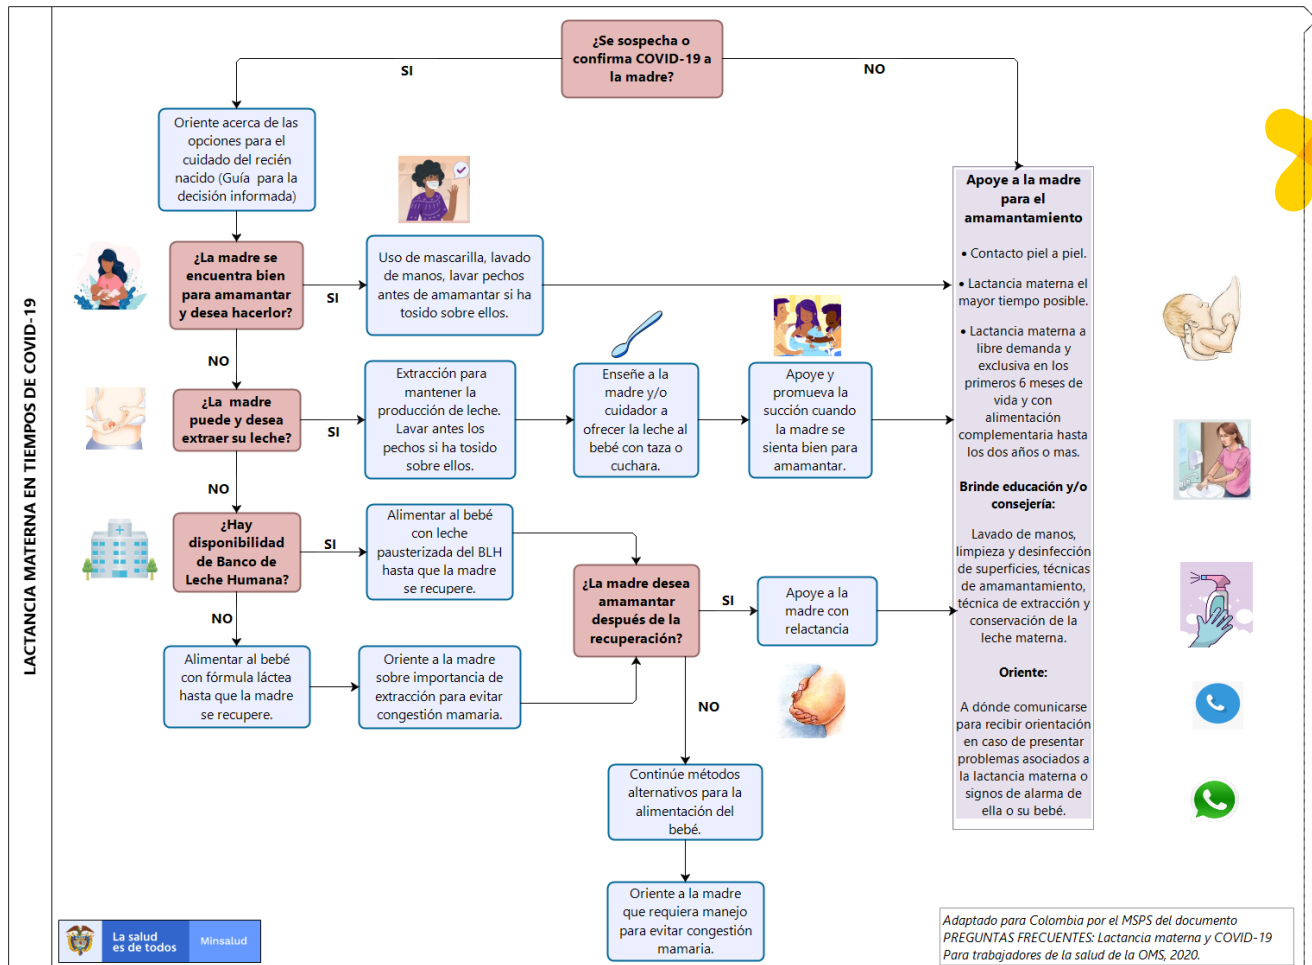 LACTANCIA MATERNA EN TIEMPOS DE COVID-19
¿Se sospecha o
confirma COVID-19 a
la madre?
SI
NO
Oriente acerca de las
opciones para el
cuidado del recién
nacido (Guía para la
decisión informada)
¿La madre se
encuentra bien
para amamantar
y desea hacerlor?
SI
Uso de mascarilla, lavado
de manos, lavar pechos
antes de amamantar si ha
tosido sobre ellos.
NO
¿La madre
puede y desea
extraer su leche?
SI
Extracción para
mantener la
producción de leche.
Lavar antes los
pechos si ha tosido
sobre ellos.
Enseñe a la
madre y/o
cuidador a
ofrecer la leche al
bebé con taza o
cuchara.
Apoye y
promueva la
succión cuando
la madre se
sienta bien para
amamantar.
NO
¿Hay
disponibilidad
de Banco de
Leche Humana?
SI
Alimentar al bebé
con leche
pausterizada del BLH
hasta que la madre
se recupere.
NO
Alimentar al bebé
con fórmula láctea
hasta que la madre
se recupere.
Oriente a la madre
sobre importancia de
extracción para evitar
congestión mamaria.
¿La madre desea
amamantar
después de la
recuperación?
SI
Apoye a la
madre con
relactancia
NO
Continúe métodos
alternativos para la
alimentación del
bebé.
Oriente a la madre
que requiera manejo
para evitar congestión
mamaria.
Apoye a la madre
para el
amamantamiento
• Contacto piel a piel.
• Lactancia materna el
mayor tiempo posible.
• Lactancia materna a
libre demanda y
exclusiva en los
primeros 6 meses de
vida y con
alimentación
complementaria hasta
los dos años o mas.
Brinde educación y/o
consejería:
Lavado de manos,
limpieza y desinfección
de superficies, técnicas
de amamantamiento,
técnica de extracción y
conservación de la
leche materna.
Oriente:
A dónde comunicarse
para recibir orientación
en caso de presentar
problemas asociados a
la lactancia materna o
signos de alarma de
ella o su bebé.
La salud
es de todos
Minsalud
Adaptado para Colombia por el MSPS del documento
PREGUNTAS FRECUENTES: Lactancia materna y COVID-19
Para trabajadores de la salud de la OMS, 2020.